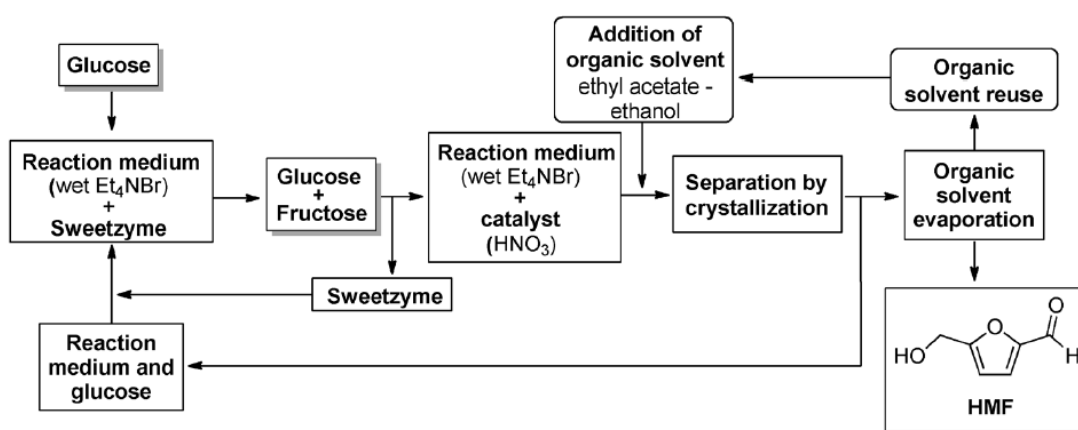 Glucose
Reaction medium
(wet Et₄NBr)
+
Sweetzyme
Glucose
+
Fructose
Sweetzyme
Reaction
medium and
glucose
Reaction medium
(wet Et₄NBr)
+
catalyst
(HNO₃)
Addition of
organic solvent
ethyl acetate -
ethanol
Separation by
crystallization
Organic
solvent reuse
Organic
solvent
evaporation
O
O
HO
H
HMF